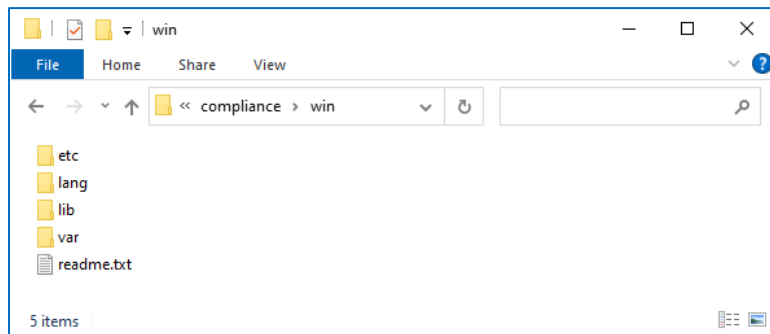 win
File Home Share View
« compliance > win
etc
lang
lib
var
readme.txt
5 items